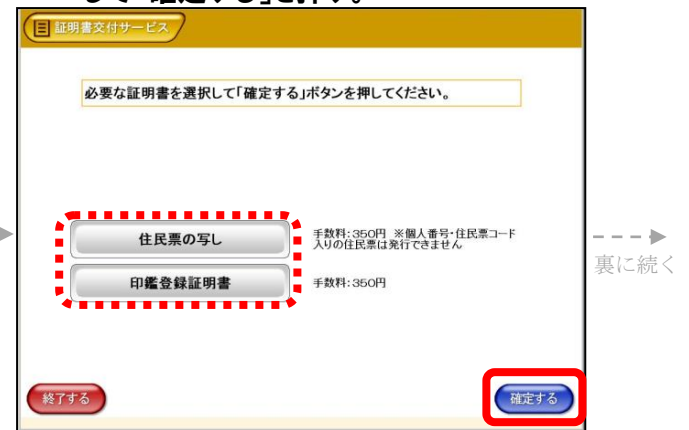 して「確定する」を押す。
証明書交付サービス
必要な証明書を選択して「確定する」ボタンを押してください。
住民票の写し
手数料:350円 ※個人番号・住民票コード
入りの住民票は発行できません
印鑑登録証明書
手数料:350円
裏に続く
終了する
確定する